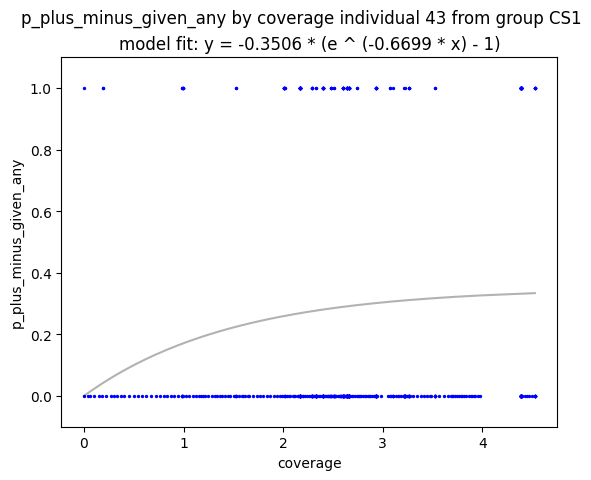 p_plus_minus_given_any by coverage individual 43 from group CS1
model fit: y = -0.3506 * (e ^ (-0.6699 * x) - 1)
1.0
0.8
0.6
0.4
0.2
0.0
p_plus_minus_given_any
0 1 2 3 4
coverage